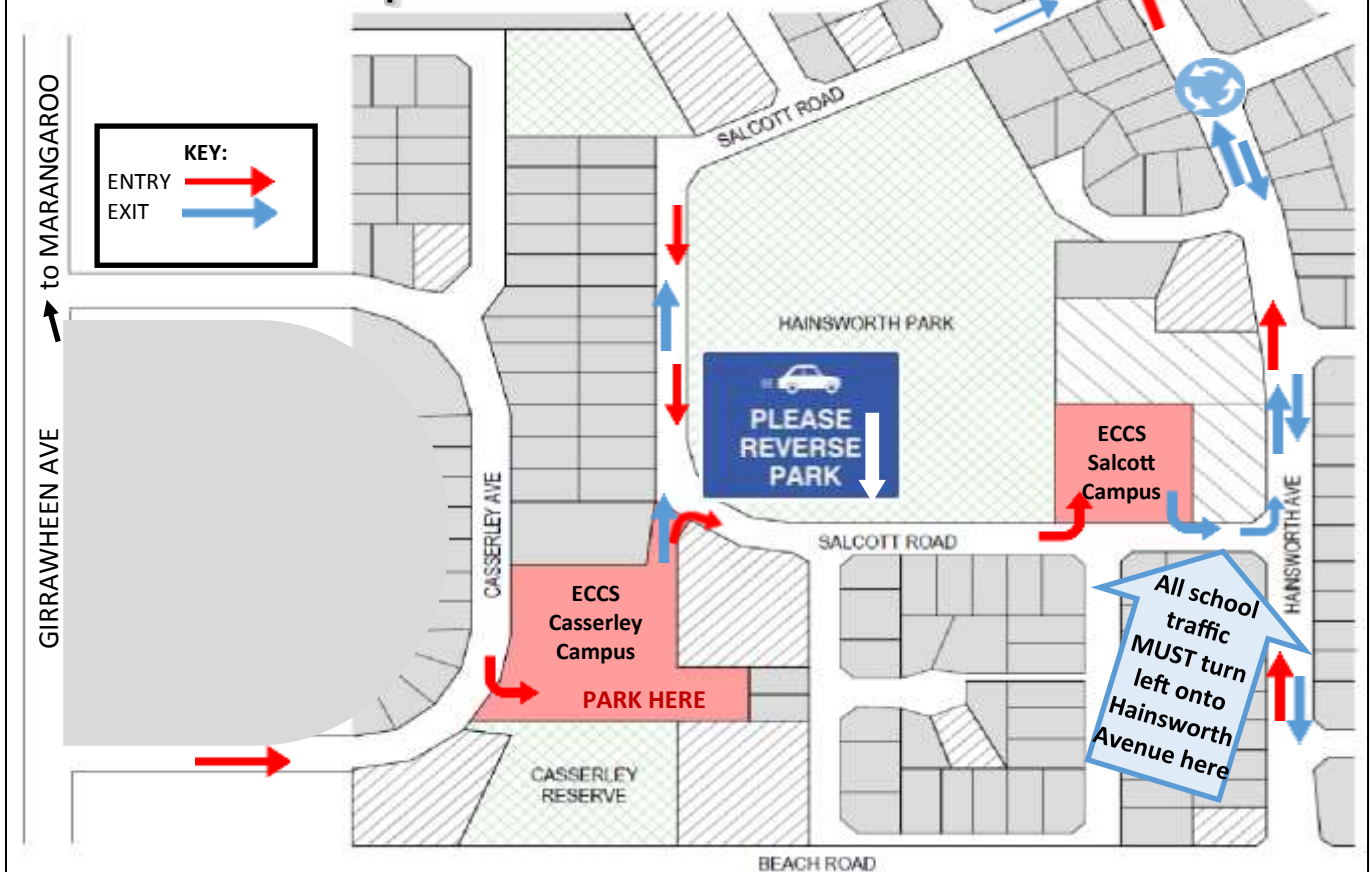 SALCOTT ROAD
to MARANGAROO
KEY:
ENTRY
EXIT
HAINSWORTH PARK
PLEASE
REVERSE
PARK
ECCS
Salcott
Campus
GIRRAWHEEN AVE
CASSERLEY AVE
HAINSWORTH AVE
SALCOTT ROAD
ECCS
Casserley
Campus
PARK HERE
All school
traffic
MUST turn
left onto
Hainsworth
Avenue here
CASSERLEY
RESERVE
BEACH ROAD